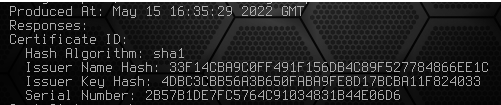 Produced At: May 15 16:35:29 2022 GMT
Responses:
Certificate ID:
Hash Algorithm: sha1
Issuer Name Hash: 33F14CBA9C0FF491F156DB4C89F527784866EE1C
Issuer Key Hash: 4DBC3CBB56A3B650FABA9FE8D17BCBA11F824033
Serial Number: 2B57B1DE7FC5764C91034831B44E06D6